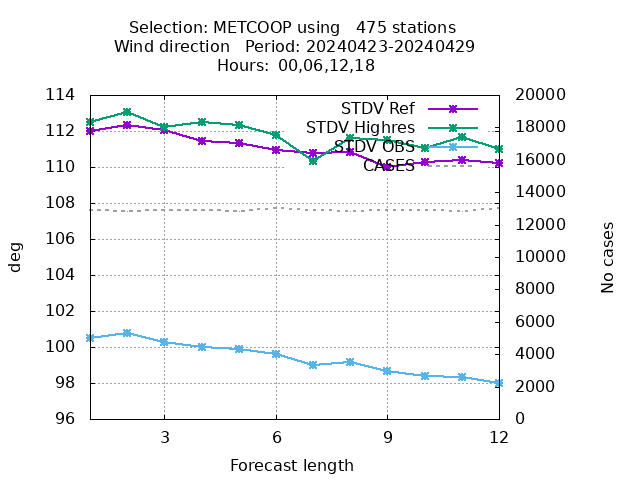 Selection: METCOOP using   475 stations
Wind direction   Period: 20240423-20240429
Hours:  00,06,12,18
114
112
110
108
106
104
102
100
98
96
deg
STDV Ref
STDV Highres
STDV OBS
CASES
20000
18000
16000
14000
12000
10000
8000
6000
4000
2000
0
No cases
3
6
9
12
Forecast length